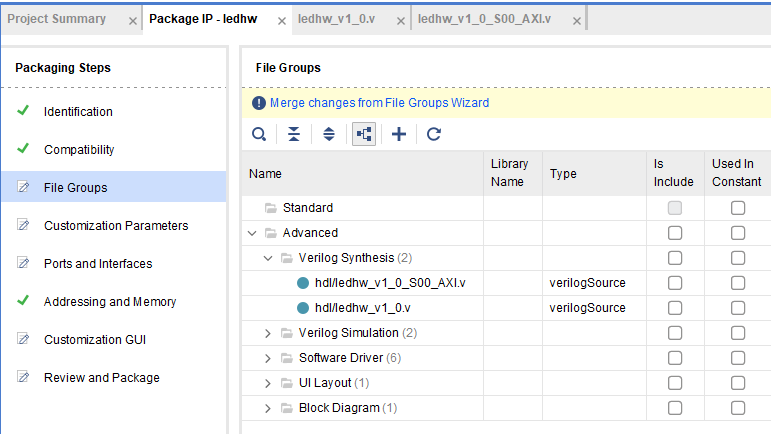 Project Summary
Package IP - ledhw
ledhw_v1_0.v
ledhw_v1_0_S00_AXI.v
Packaging Steps
Identification
Compatibility
File Groups
Customization Parameters
Ports and Interfaces
Addressing and Memory
Customization GUI
Review and Package
File Groups
Merge changes from File Groups Wizard
Name
Library
Name
Type
Is
Include
Used In
Constant
Standard
Advanced
Verilog Synthesis (2)
hdl/ledhw_v1_0_S00_AXI.v verilogSource
hdl/ledhw_v1_0.v verilogSource
Verilog Simulation (2)
Software Driver (6)
UI Layout (1)
Block Diagram (1)